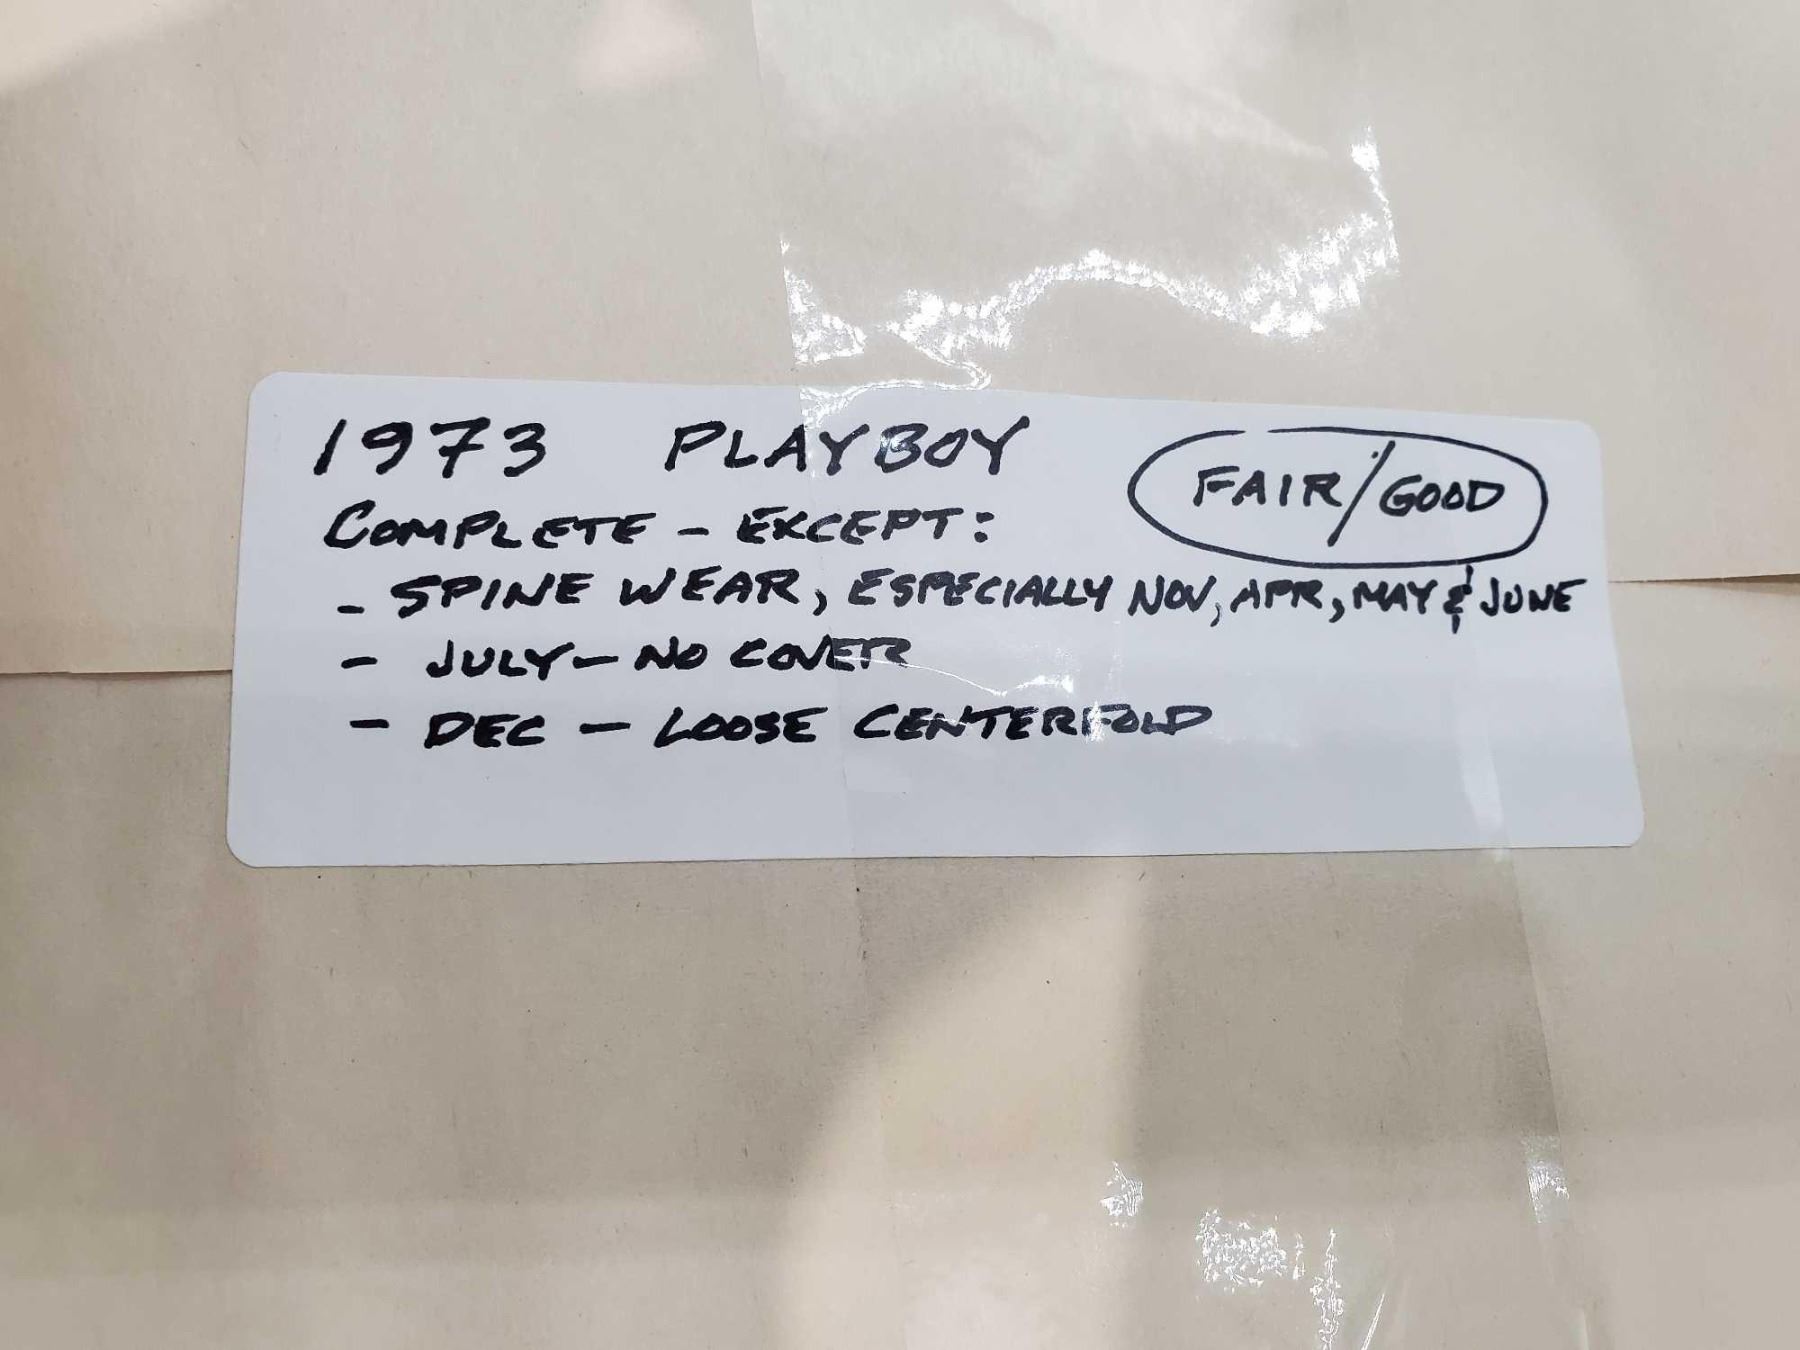 1973 PLAYBOY
FAIR/GOOD
COMPLETE - EXCEPT:
- SPINE WEAR, ESPECIALLY NOV, APR, MAY & JUNE
- JULY - NO COVER
- DEC - LOOSE CENTERFOLD